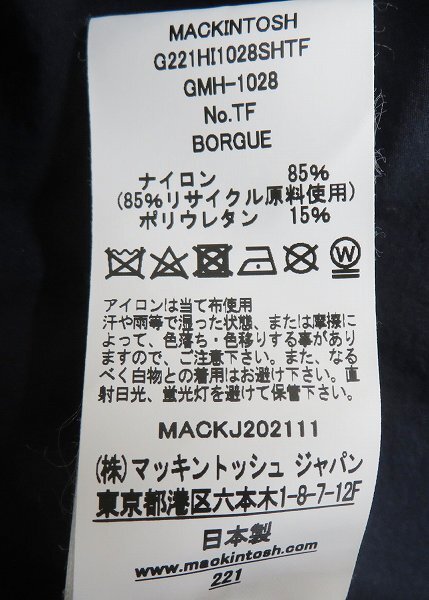 MACKINTOSH
G221HI1028SHTF
GMH-1028
No.TF
BORGUE
ナイロン 85%
(85%リサイクル原料使用)
ポリウレタン 15%
W
アイロンは当て布使用
汗や雨等で湿った状態、または摩擦に
よって、色落ち・色移りする事があり
ますので、ご注意下さい。また、なる
べく白物との着用はお避け下さい。直
射日光、蛍光灯を避けて保管下さい。
MACKJ202111
(株)マッキントッシュ ジャパン
東京都港区六本木1-8-7-12F
日本製
www.mackintosh.com
221